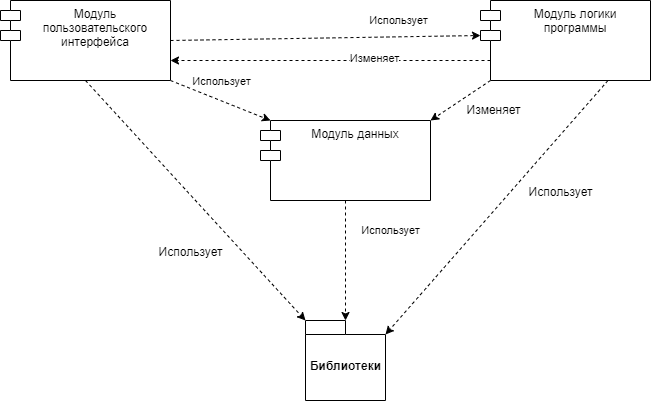 Модуль
пользовательского
интерфейса
Использует
Модуль логики
программы
Изменяет
Использует
Изменяет
Модуль данных
Использует
Использует
Использует
Библиотеки